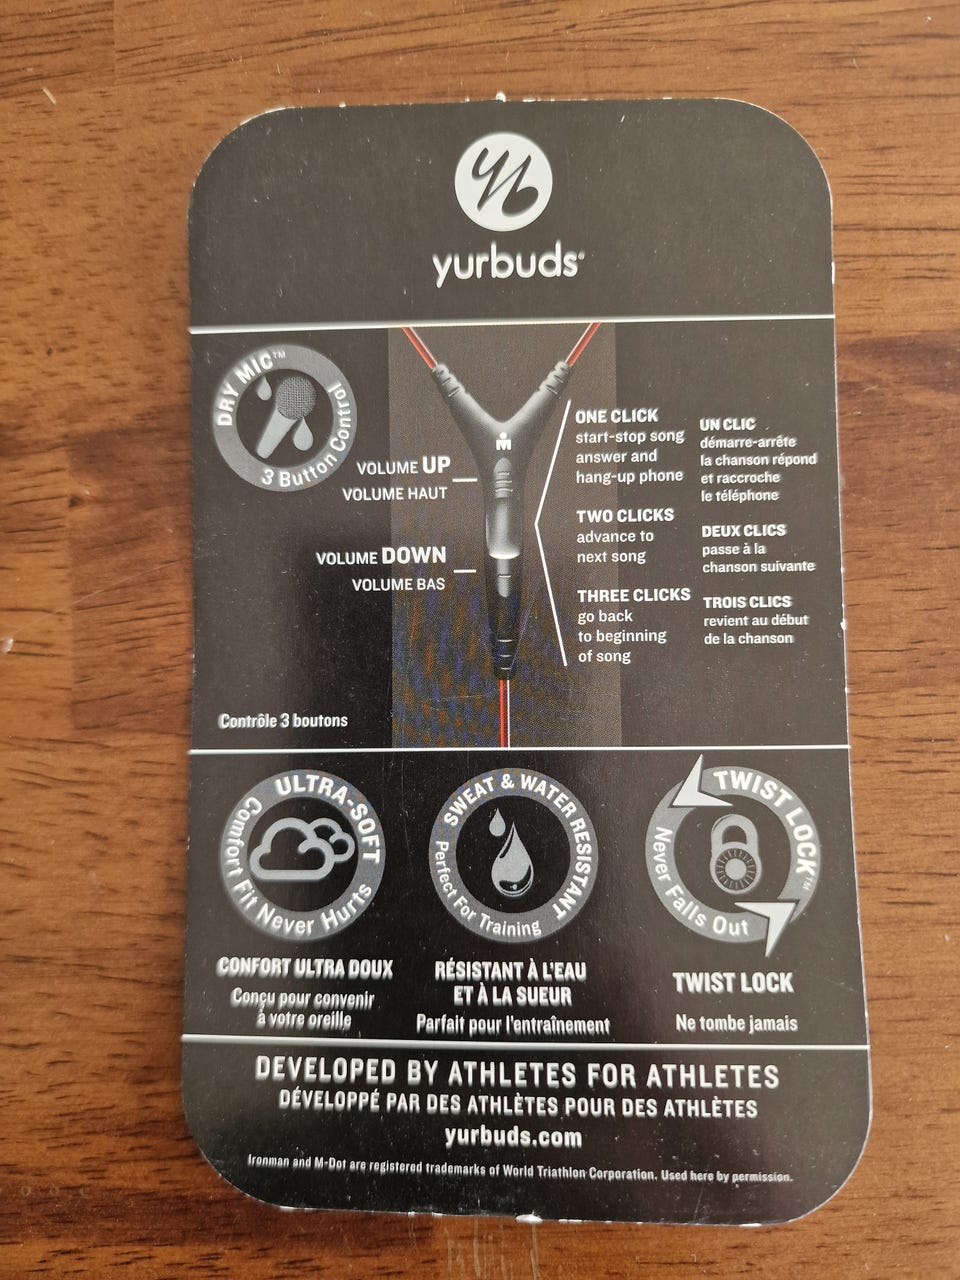 yurbuds®
DRY MIC™
3 Button Control
VOLUME UP
VOLUME HAUT
VOLUME DOWN
VOLUME BAS
ONE CLICK
start-stop song
answer and
hang-up phone
TWO CLICKS
advance to
next song
THREE CLICKS
go back
to beginning
of song
UN CLIC
démarre-arrête
la chanson répond
et raccroche
le téléphone
DEUX CLICS
passe à la
chanson suivante
TROIS CLICS
revient au début
de la chanson
Contrôle 3 boutons
ULTRA-SOFT
Comfort Fit Never Hurts
CONFORT ULTRA DOUX
Conçu pour convenir
à votre oreille
SWEAT & WATER RESISTANT
Perfect For Training
RÉSISTANT À L'EAU
ET À LA SUEUR
Parfait pour l'entraînement
TWIST LOCK™
Never Falls Out
TWIST LOCK
Ne tombe jamais
DEVELOPED BY ATHLETES FOR ATHLETES
DÉVELOPPÉ PAR DES ATHLÈTES POUR DES ATHLÈTES
yurbuds.com
Ironman and M-Dot are registered trademarks of World Triathlon Corporation. Used here by permission.